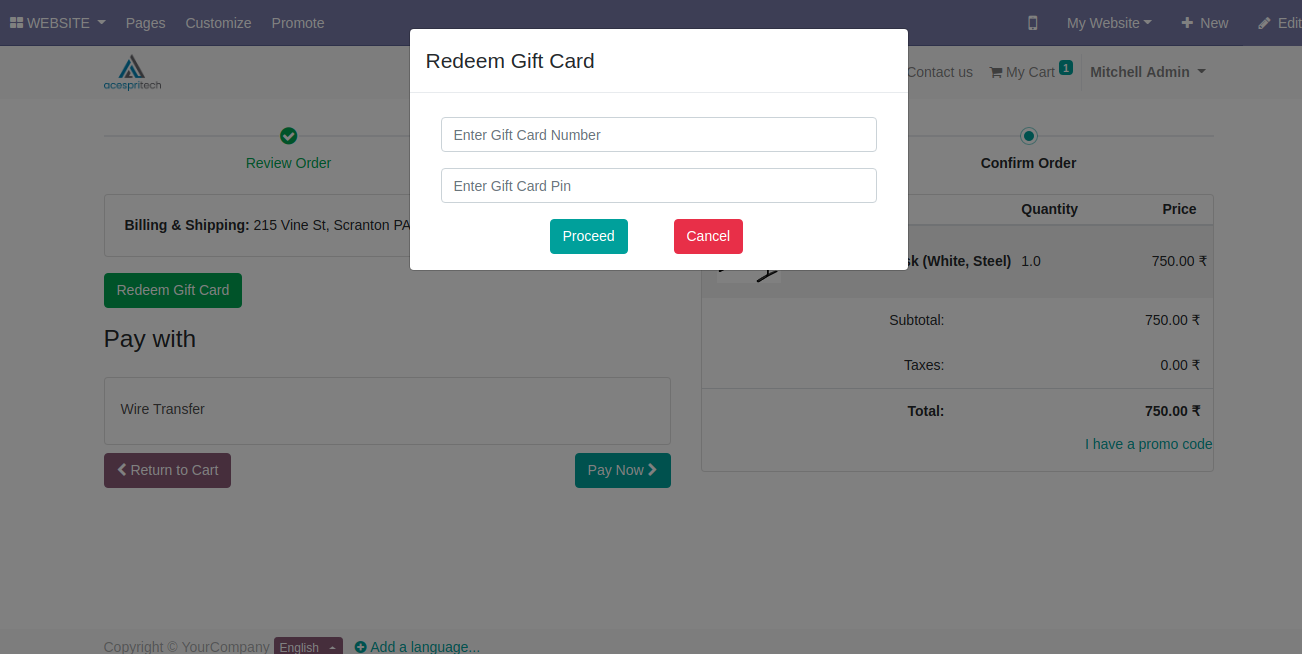 WEBSITE Pages Customize Promote My Website New Edit
Redeem Gift Card
acespritech Contact us My Cart 1 Mitchell Admin
Enter Gift Card Number
Review Order Confirm Order
Enter Gift Card Pin
Billing & Shipping: 215 Vine St, Scranton PA
Quantity Price
Proceed Cancel
sk (White, Steel) 1.0 750.00 ₹
Redeem Gift Card
Subtotal: 750.00 ₹
Pay with
Taxes: 0.00 ₹
Wire Transfer
Total: 750.00 ₹
I have a promo code
Return to Cart Pay Now
Copyright © YourCompany English Add a language...